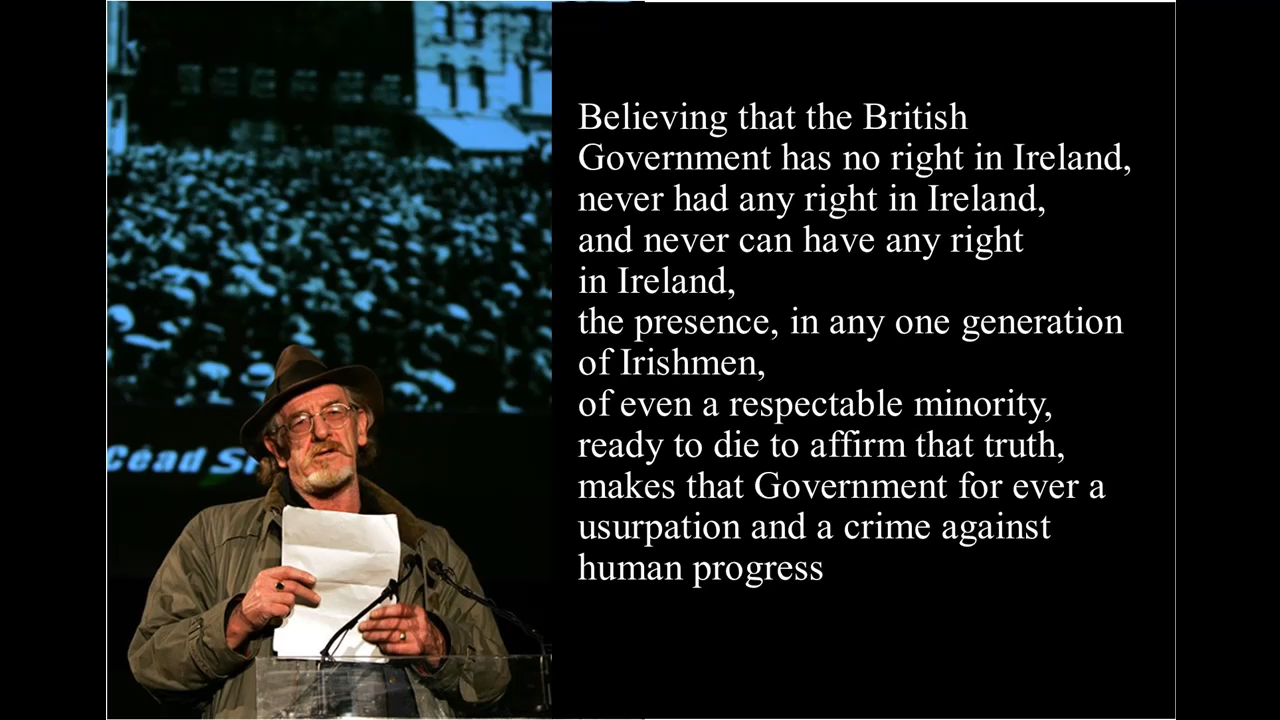 Believing that the British
Government has no right in Ireland,
never had any right in Ireland,
and never can have any right
in Ireland,
the presence, in any one generation
of Irishmen,
of even a respectable minority,
ready to die to affirm that truth,
makes that Government for ever a
usurpation and a crime against
human progress
Céad